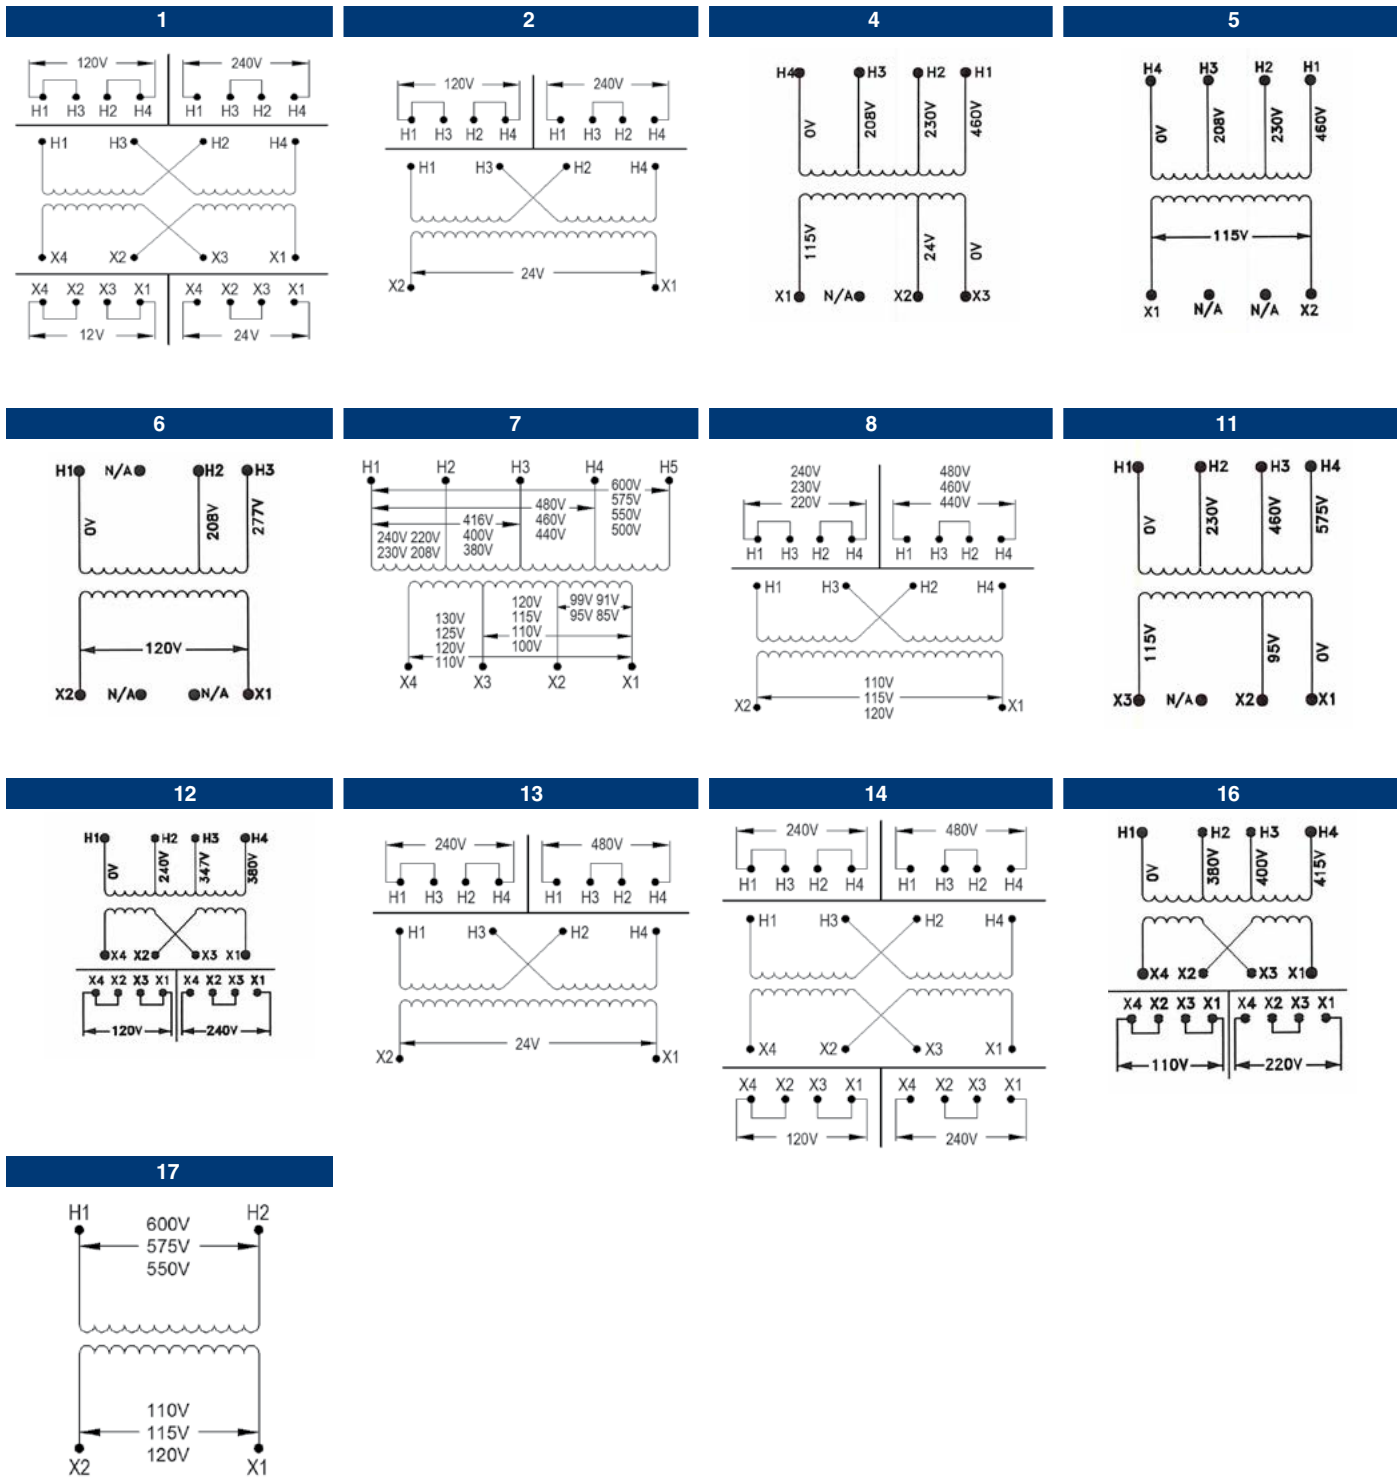 1
120V 240V
H1 H3 H2 H4 H1 H3 H2 H4
H1 H3 H2 H4
X4 X2 X3 X1
X4 X2 X3 X1 X4 X2 X3 X1
12V 24V
2
120V 240V
H1 H3 H2 H4 H1 H3 H2 H4
H1 H3 H2 H4
24V
X2 X1
4
H4 H3 H2 H1
0V 208V 230V 460V
115V 24V 0V
X1 N/A X2 X3
5
H4 H3 H2 H1
0V 208V 230V 460V
115V
X1 N/A N/A X2
6
H1 N/A H2 H3
0V 208V 277V
120V
X2 N/A N/A X1
7
H1 H2 H3 H4 H5
600V
575V
550V
500V
480V
460V
440V
416V
400V
380V
240V 220V
230V 208V
99V 91V
95V 85V
120V
115V
110V
100V
130V
125V
120V
110V
X4 X3 X2 X1
8
240V 480V
230V 460V
220V 440V
H1 H3 H2 H4 H1 H3 H2 H4
H1 H3 H2 H4
110V
115V
120V
X2 X1
11
H1 H2 H3 H4
0V 230V 460V 575V
115V 95V 0V
X3 N/A X2 X1
12
H1 H2 H3 H4
0V 240V 347V 380V
X4 X2 X3 X1
X4 X2 X3 X1 X4 X2 X3 X1
120V 240V
13
240V 480V
H1 H3 H2 H4 H1 H3 H2 H4
H1 H3 H2 H4
24V
X2 X1
14
240V 480V
H1 H3 H2 H4 H1 H3 H2 H4
H1 H3 H2 H4
X4 X2 X3 X1
X4 X2 X3 X1 X4 X2 X3 X1
120V 240V
16
H1 H2 H3 H4
0V 380V 400V 415V
X4 X2 X3 X1
X4 X2 X3 X1 X4 X2 X3 X1
110V 220V
17
H1 H2
600V
575V
550V
110V
115V
120V
X2 X1